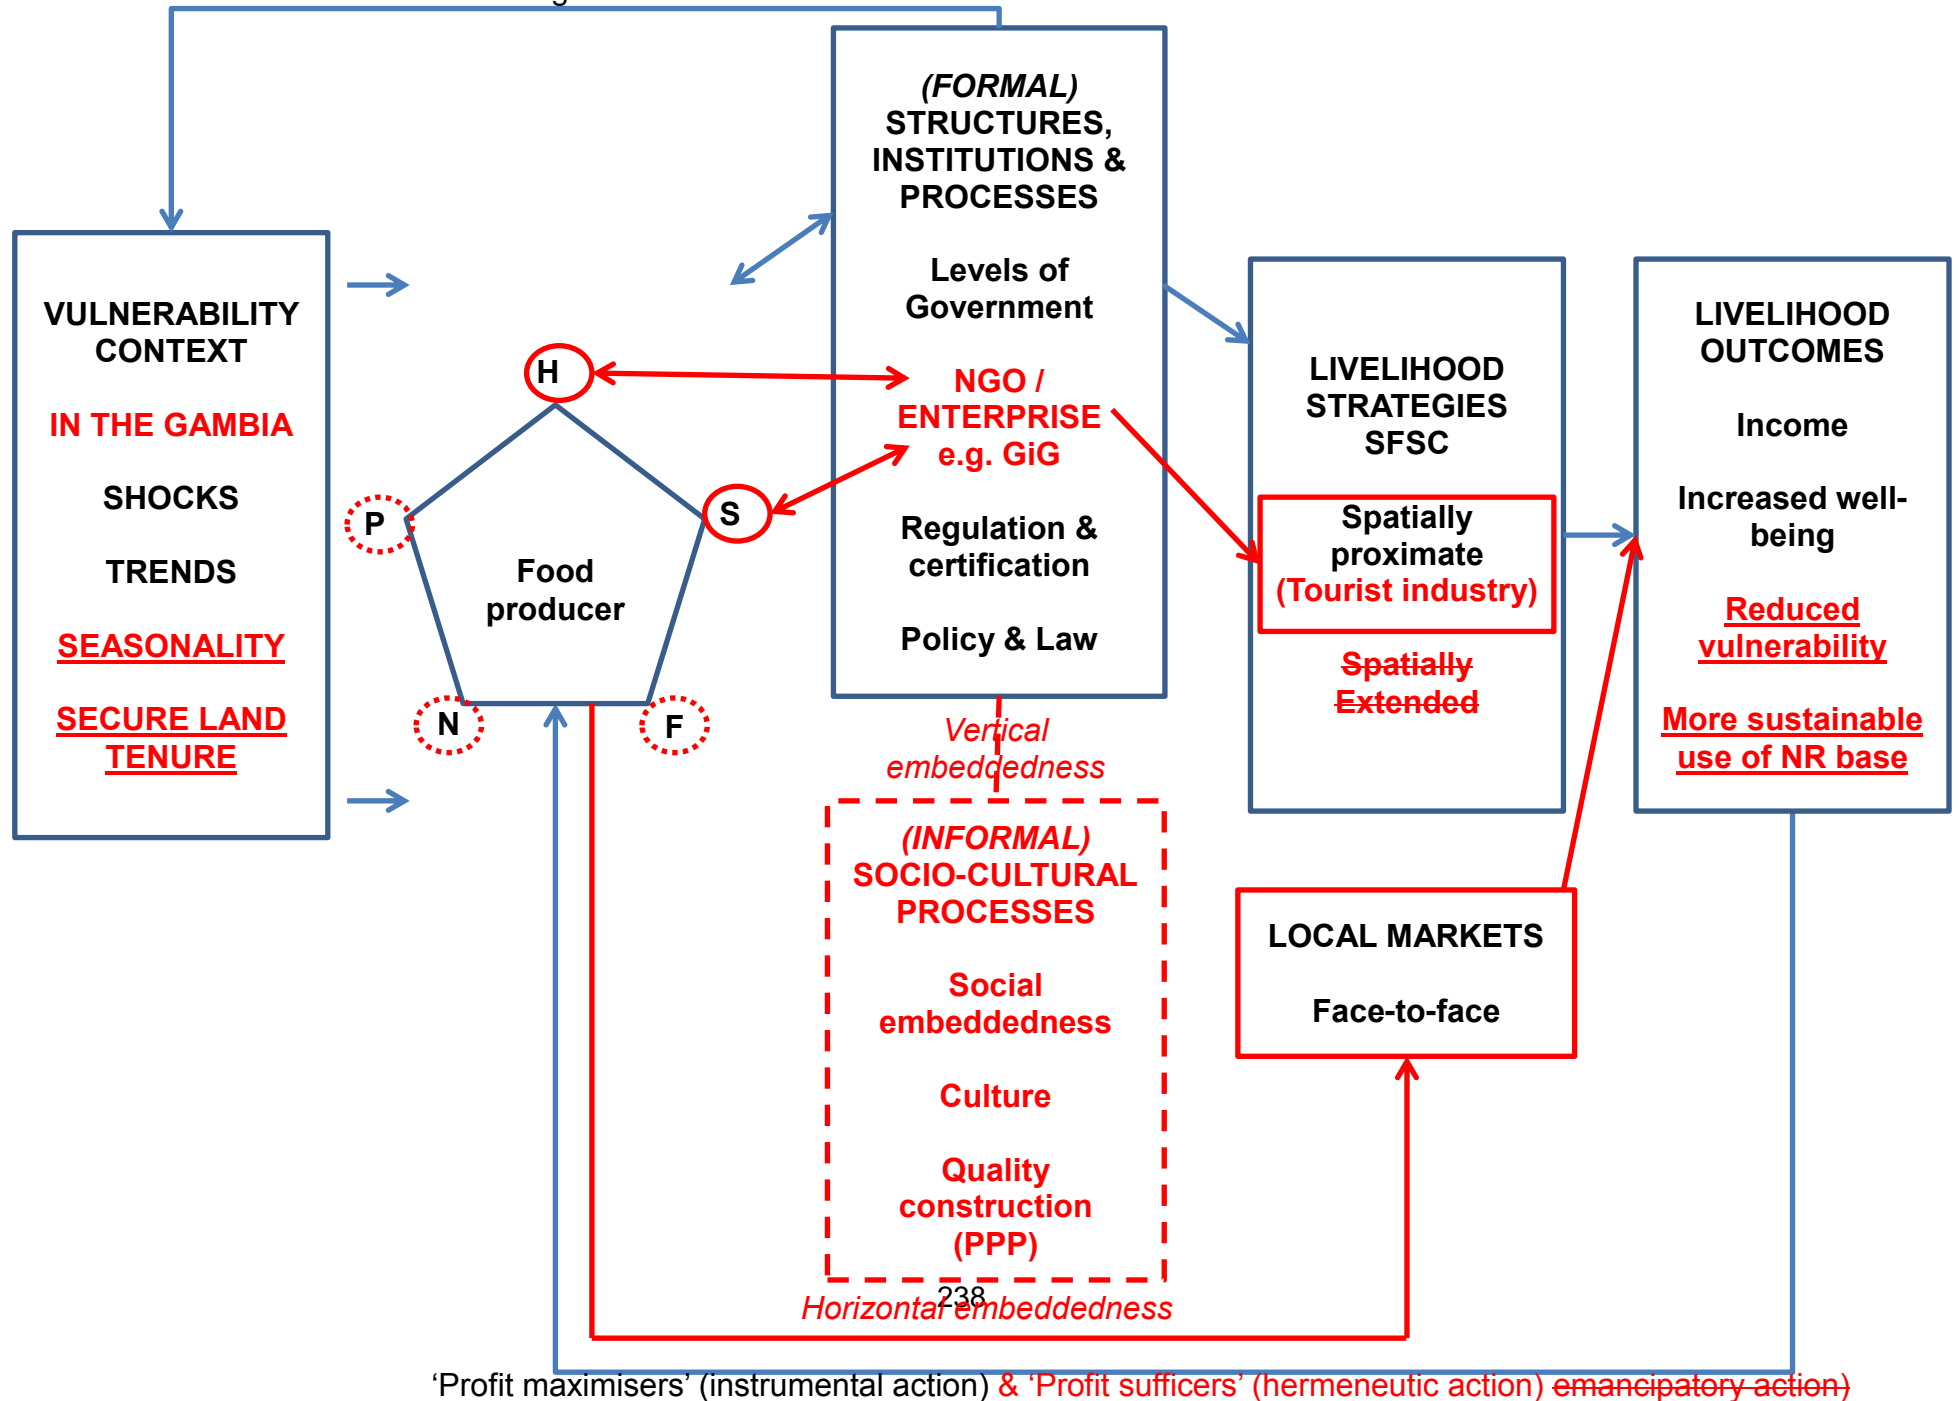 (FORMAL)
STRUCTURES,
INSTITUTIONS &
PROCESSES
Levels of
Government
NGO /
ENTERPRISE
e.g. GiG
Regulation &
certification
Policy & Law
VULNERABILITY
CONTEXT
IN THE GAMBIA
SHOCKS
TRENDS
SEASONALITY
SECURE LAND
TENURE
H
S
P
N
F
Food
producer
LIVELIHOOD
STRATEGIES
SFSC
Spatially
proximate
(Tourist industry)
Spatially
Extended
LIVELIHOOD
OUTCOMES
Income
Increased well-
being
Reduced
vulnerability
More sustainable
use of NR base
Vertical
embeddedness
(INFORMAL)
SOCIO-CULTURAL
PROCESSES
Social
embeddedness
Culture
Quality
construction
(PPP)
LOCAL MARKETS
Face-to-face
238
Horizontal embeddedness
‘Profit maximisers’ (instrumental action) & ‘Profit sufficers’ (hermeneutic action) emancipatory action)